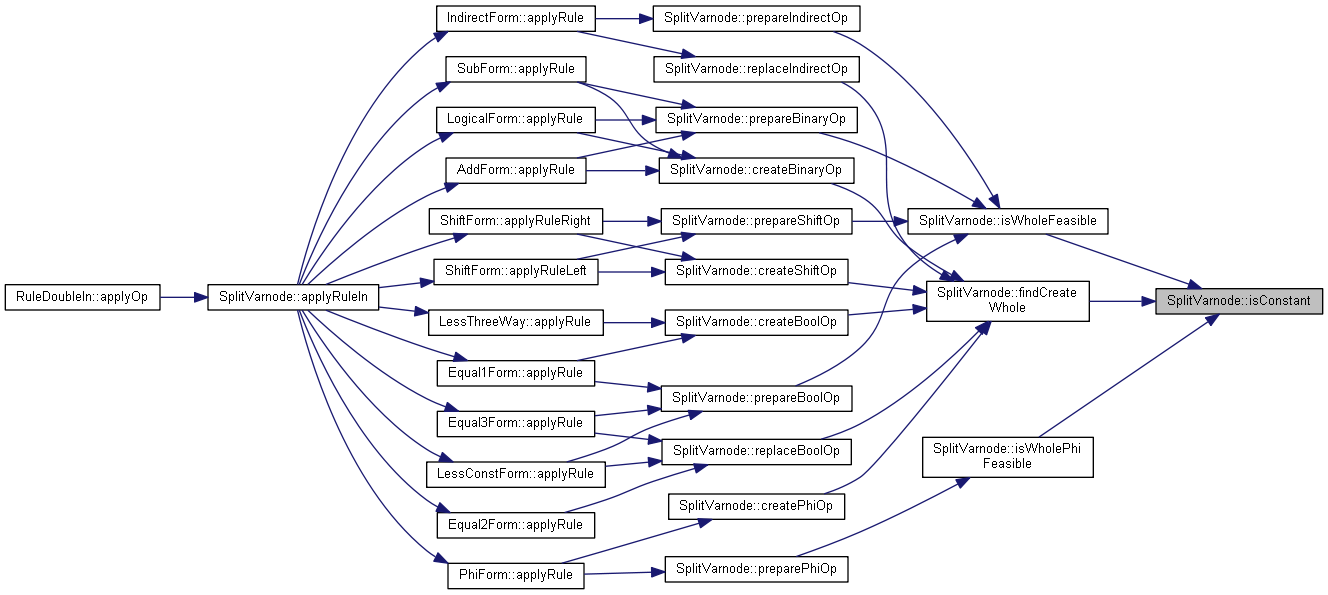 RuleDoubleIn::applyOp
SplitVarnode::applyRuleIn
IndirectForm::applyRule
SubForm::applyRule
LogicalForm::applyRule
AddForm::applyRule
ShiftForm::applyRuleRight
ShiftForm::applyRuleLeft
LessThreeWay::applyRule
Equal1Form::applyRule
Equal3Form::applyRule
LessConstForm::applyRule
Equal2Form::applyRule
PhiForm::applyRule
SplitVarnode::prepareIndirectOp
SplitVarnode::replaceIndirectOp
SplitVarnode::prepareBinaryOp
SplitVarnode::createBinaryOp
SplitVarnode::prepareShiftOp
SplitVarnode::createShiftOp
SplitVarnode::createBoolOp
SplitVarnode::prepareBoolOp
SplitVarnode::replaceBoolOp
SplitVarnode::createPhiOp
SplitVarnode::preparePhiOp
SplitVarnode::isWholeFeasible
SplitVarnode::findCreate
Whole
SplitVarnode::isWholePhi
Feasible
SplitVarnode::isConstant